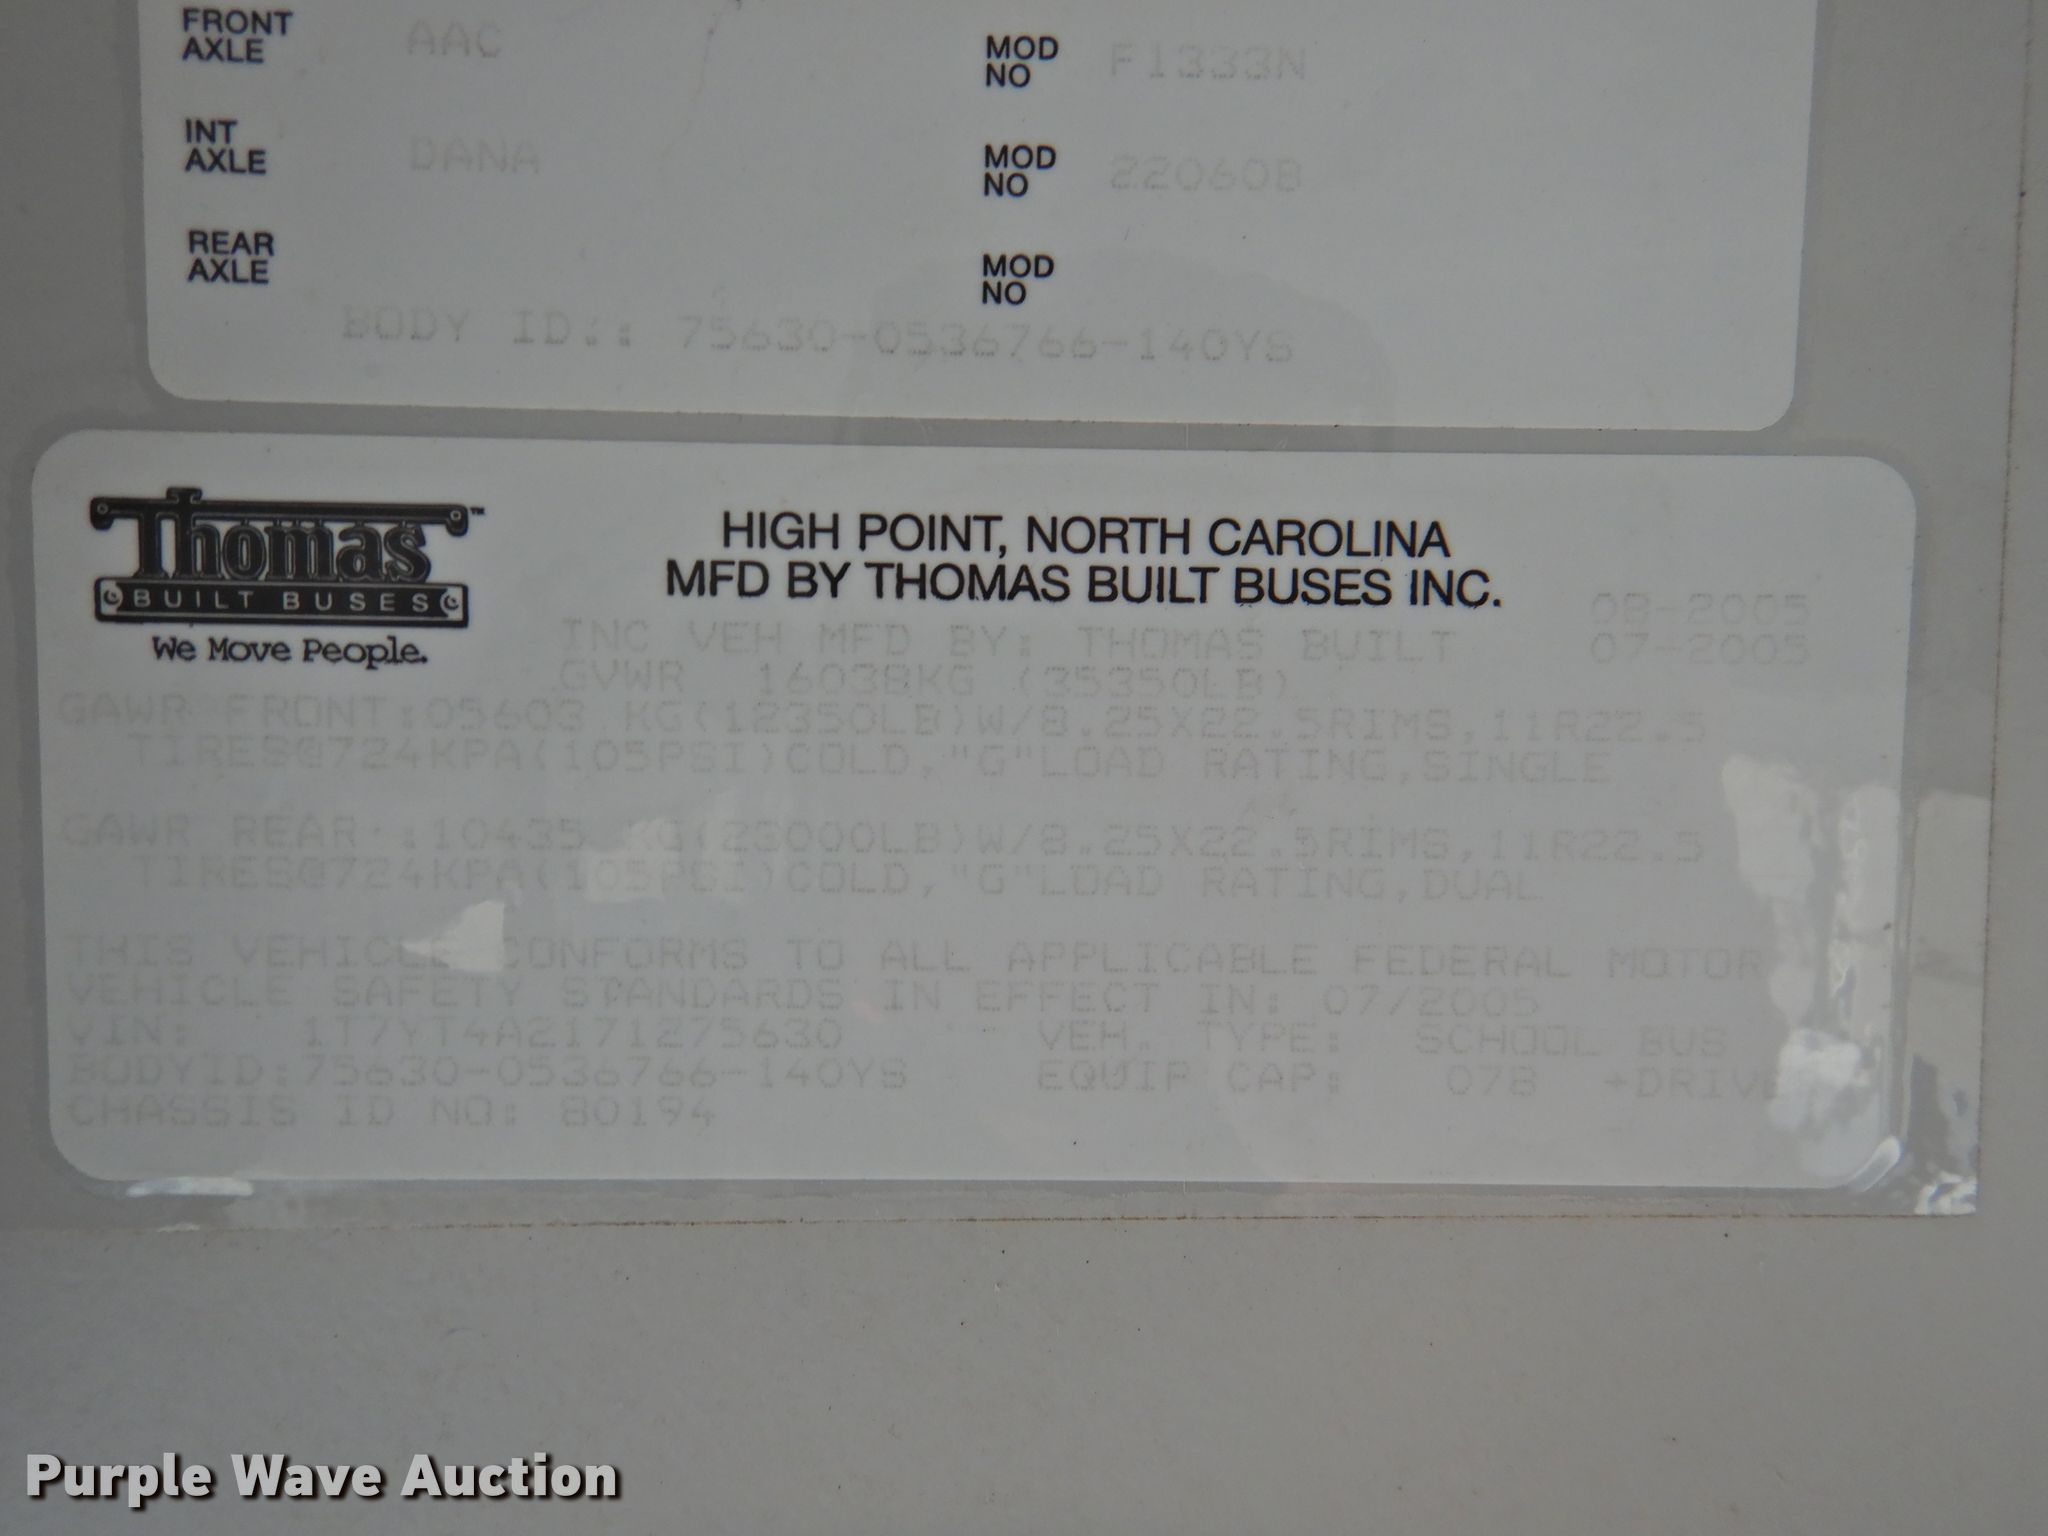 FRONT
AXLE
AAC
MOD
NO
F1333N
INT
AXLE
DANA
MOD
NO
22060B
REAR
AXLE
MOD
NO
BODY ID.: 75630-0536766-140YS
Thomas™
BUILT BUSES
We Move People.
HIGH POINT, NORTH CAROLINA
MFD BY THOMAS BUILT BUSES INC.
08-2005
INC VEH MFD BY: THOMAS BUILT 07-2005
GVWR 16038KG (35350LB)
GAWR FRONT:05603 KG(12350LB)W/8.25X22.5RIMS,11R22.5
TIRES@724KPA(105PSI)COLD,"G"LOAD RATING,SINGLE
GAWR REAR :10435 KG(23000LB)W/8.25X22.5RIMS,11R22.5
TIRES@724KPA(105PSI)COLD,"G"LOAD RATING,DUAL
THIS VEHICLE CONFORMS TO ALL APPLICABLE FEDERAL MOTOR
VEHICLE SAFETY STANDARDS IN EFFECT IN: 07/2005
VIN: 1T7YT4A2171275630 VEH. TYPE: SCHOOL BUS
BODYID:75630-0536766-140YS EQUIP CAP: 078 +DRIVE
CHASSIS ID NO: 80194
Purple Wave Auction